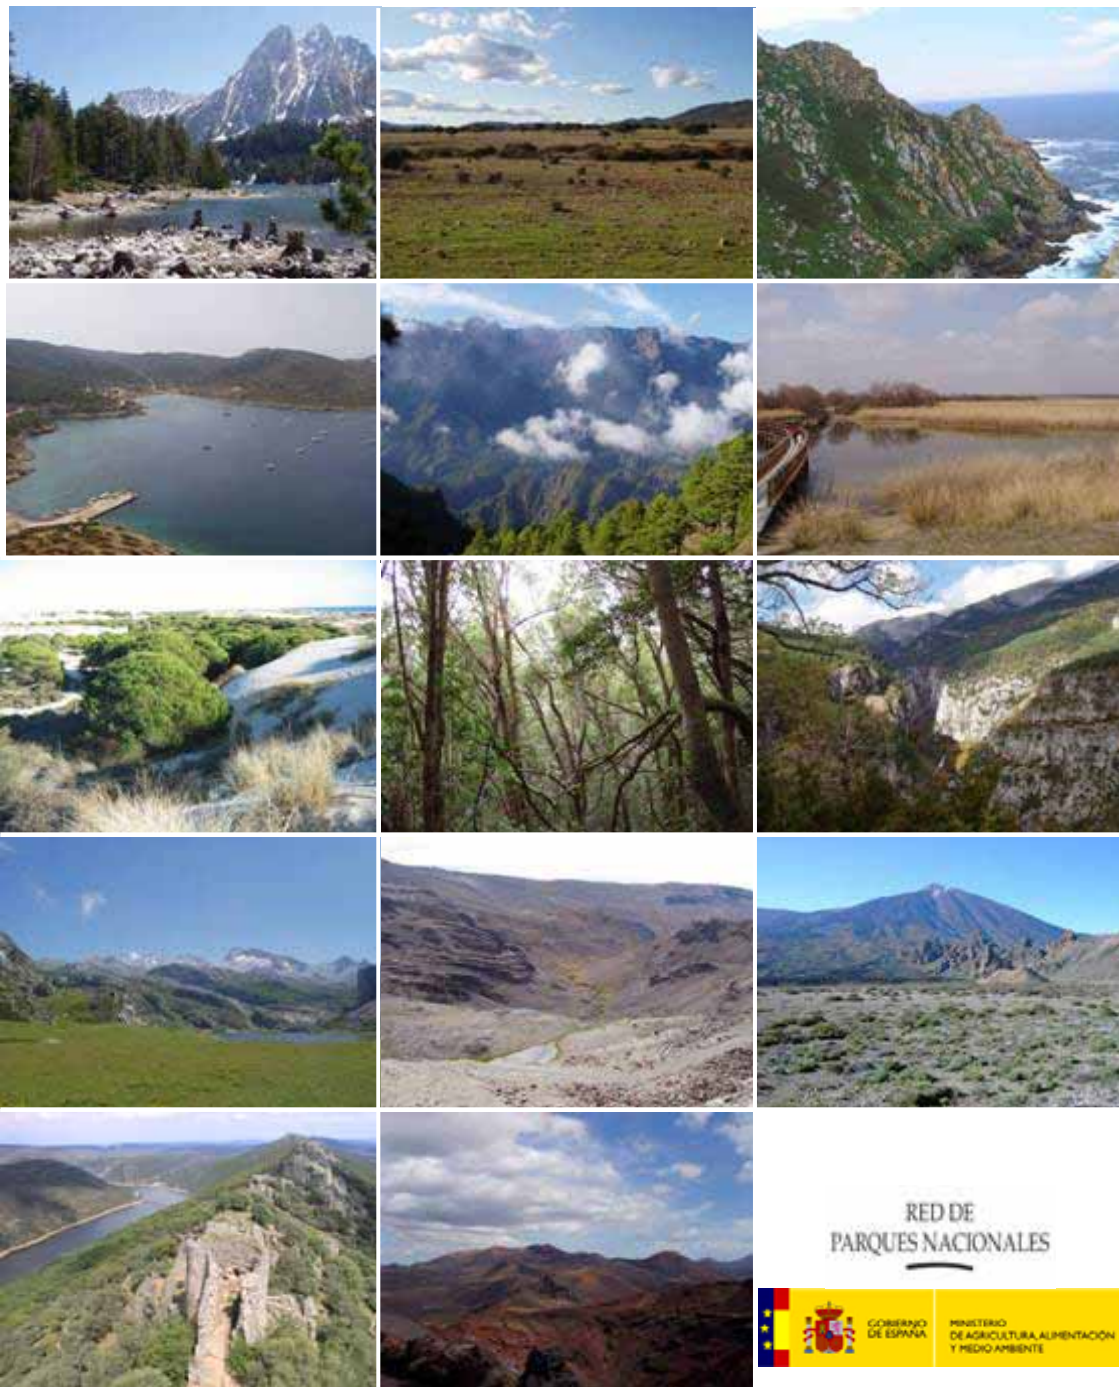 RED DE
PARQUES NACIONALES
GOBIERNO
DE ESPAÑA
MINISTERIO
DE AGRICULTURA, ALIMENTACIÓN
Y MEDIO AMBIENTE